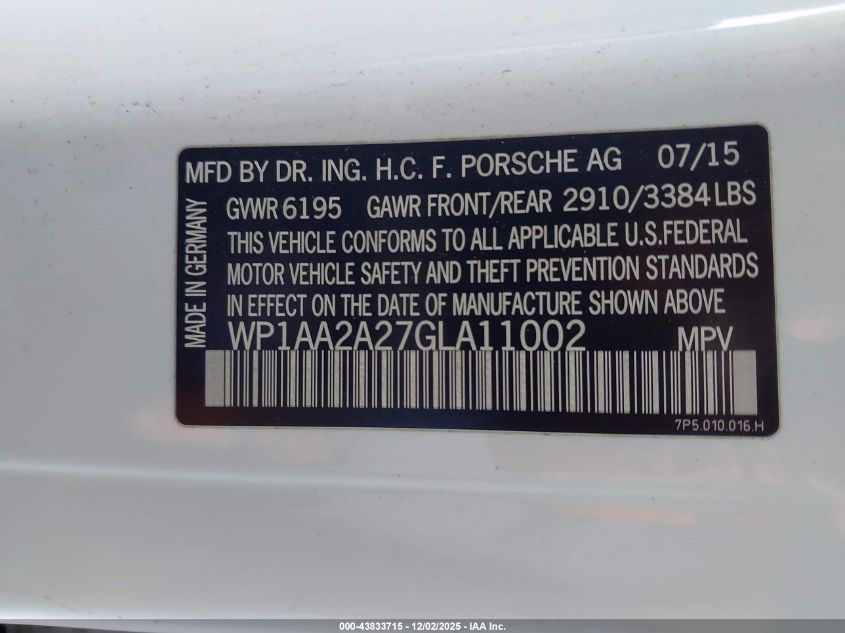 MFD BY DR. ING. H.C. F. PORSCHE AG 07/15
GVWR 6195 GAWR FRONT/REAR 2910/3384 LBS
THIS VEHICLE CONFORMS TO ALL APPLICABLE U.S.FEDERAL
MOTOR VEHICLE SAFETY AND THEFT PREVENTION STANDARDS
IN EFFECT ON THE DATE OF MANUFACTURE SHOWN ABOVE
WP1AA2A27GLA11002 MPV
MADE IN GERMANY
7P5.010.016.H
000-43833715 - 12/02/2025 - IAA Inc.